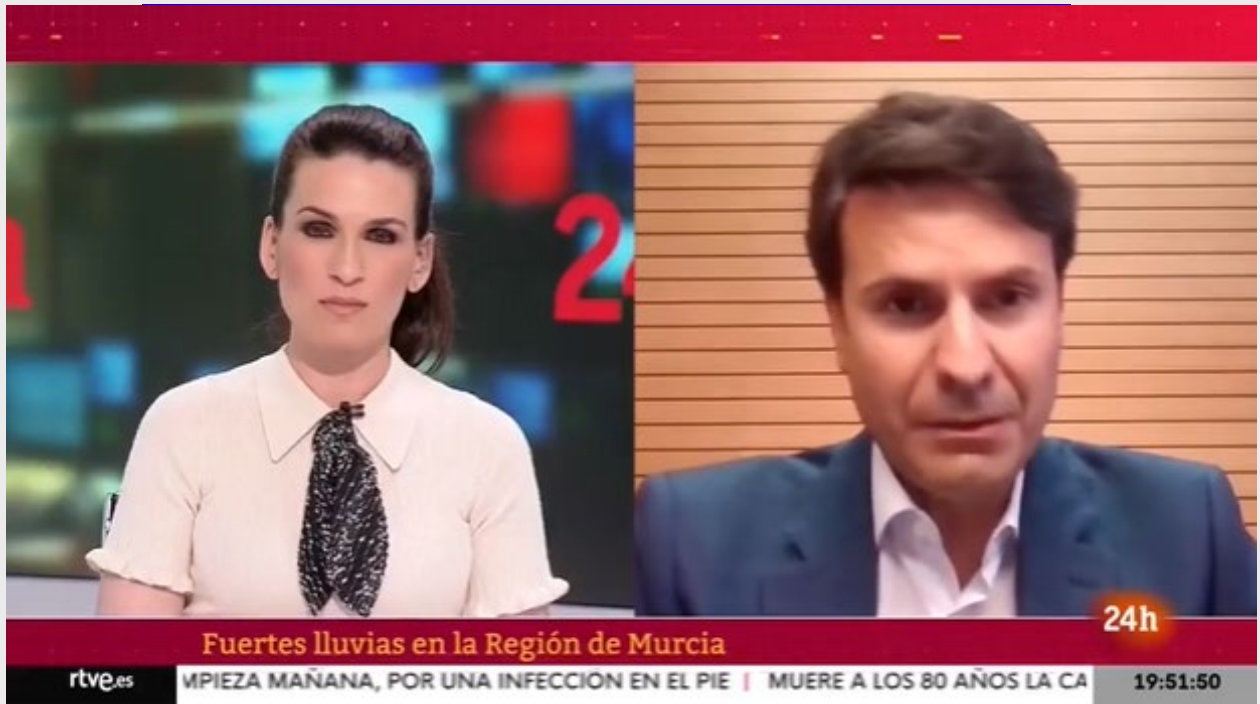 24
Fuertes lluvias en la Región de Murcia
24h
rtve.es
MPIEZA MAÑANA, POR UNA INFECCIÓN EN EL PIE | MUERE A LOS 80 AÑOS LA CA
19:51:50